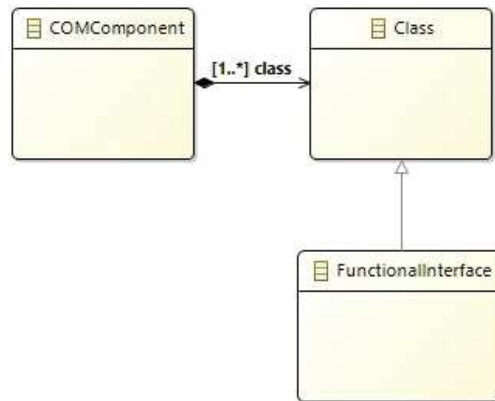 COMComponent
Class
[1..*] class
FunctionalInterface